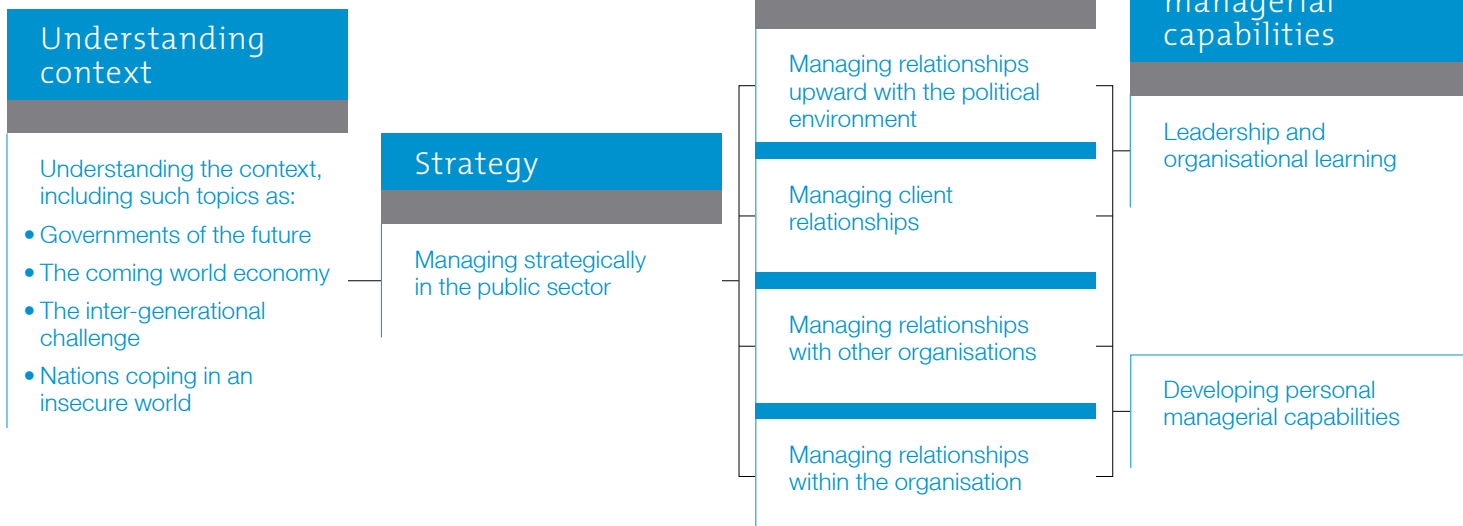 Understanding
context
Understanding the context,
including such topics as:
• Governments of the future
• The coming world economy
• The inter-generational
challenge
• Nations coping in an
insecure world
Strategy
Managing strategically
in the public sector
Managing relationships
upward with the political
environment
Managing client
relationships
Managing relationships
with other organisations
Managing relationships
within the organisation
managerial
capabilities
Leadership and
organisational learning
Developing personal
managerial capabilities